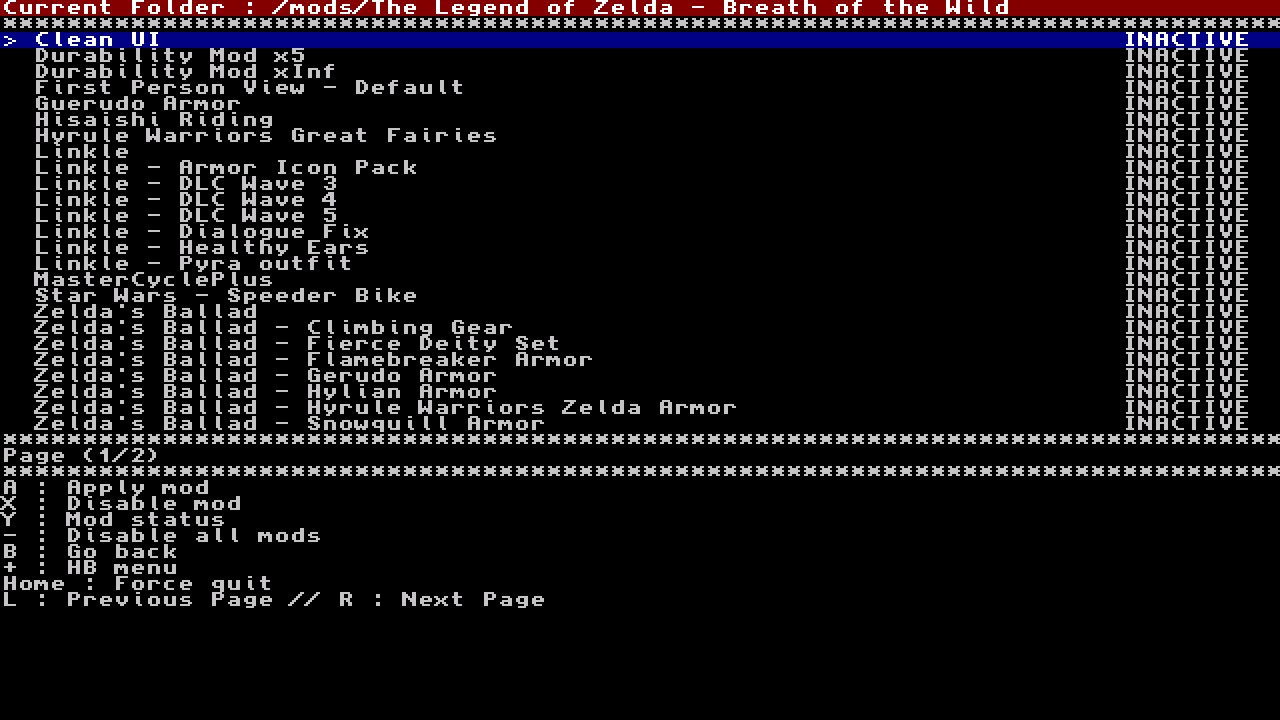 Current Folder : /mods/The Legend of Zelda - Breath of the Wild
********************************************************************************
> Clean UI INACTIVE
Durability Mod x5 INACTIVE
Durability Mod xInf INACTIVE
First Person View - Default INACTIVE
Guerudo Armor INACTIVE
Hisaishi Riding INACTIVE
Hyrule Warriors Great Fairies INACTIVE
Linkle INACTIVE
Linkle - Armor Icon Pack INACTIVE
Linkle - DLC Wave 3 INACTIVE
Linkle - DLC Wave 4 INACTIVE
Linkle - DLC Wave 5 INACTIVE
Linkle - Dialogue Fix INACTIVE
Linkle - Healthy Ears INACTIVE
Linkle - Pyra outfit INACTIVE
MasterCyclePlus INACTIVE
Star Wars - Speeder Bike INACTIVE
Zelda's Ballad INACTIVE
Zelda's Ballad - Climbing Gear INACTIVE
Zelda's Ballad - Fierce Deity Set INACTIVE
Zelda's Ballad - Flamebreaker Armor INACTIVE
Zelda's Ballad - Gerudo Armor INACTIVE
Zelda's Ballad - Hylian Armor INACTIVE
Zelda's Ballad - Hyrule Warriors Zelda Armor INACTIVE
Zelda's Ballad - Snowquill Armor INACTIVE
********************************************************************************
Page (1/2)
********************************************************************************
A : Apply mod
X : Disable mod
Y : Mod status
- : Disable all mods
B : Go back
+ : HB menu
Home : Force quit
L : Previous Page // R : Next Page